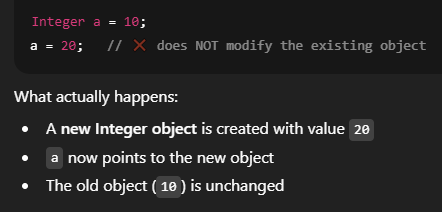 Integer a = 10;
a = 20;   // ❌ does NOT modify the existing object
What actually happens:
• A new Integer object is created with value 20
• a now points to the new object
• The old object (10) is unchanged